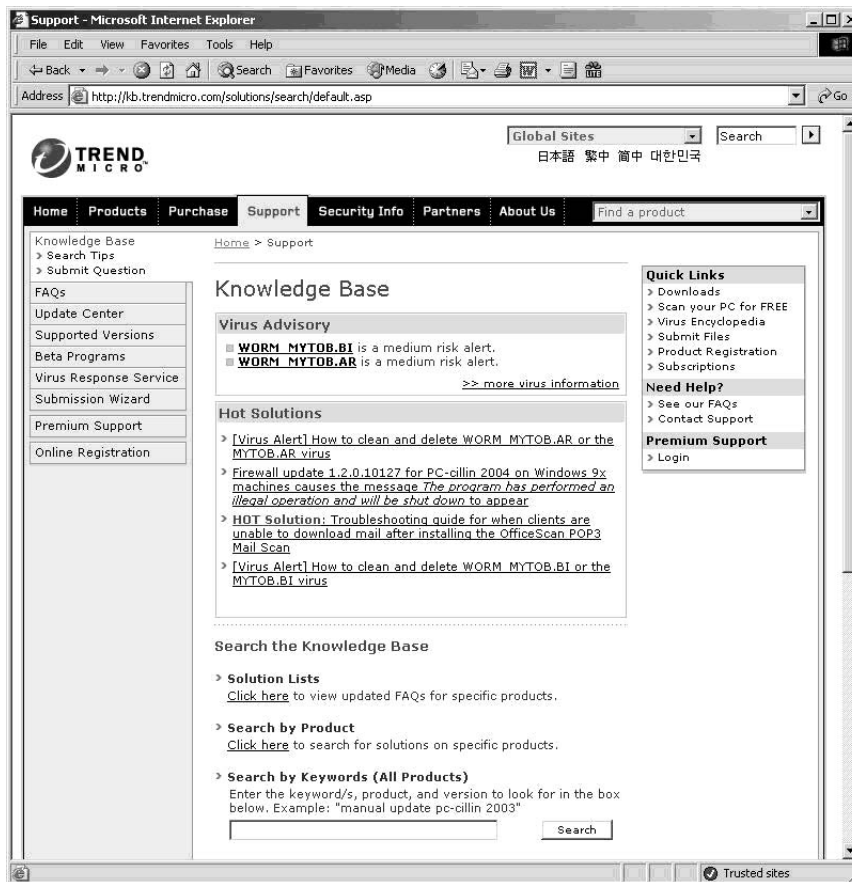 Support - Microsoft Internet Explorer
File Edit View Favorites Tools Help
Back Search Favorites Media
Address http://kb.trendmicro.com/solutions/search/default.asp Go
Global Sites Search
日本語 繁中 简中 대한민국
TREND
MICRO™
Home Products Purchase Support Security Info Partners About Us Find a product
Knowledge Base
> Search Tips
> Submit Question
FAQs
Update Center
Supported Versions
Beta Programs
Virus Response Service
Submission Wizard
Premium Support
Online Registration
Home > Support
Knowledge Base
Virus Advisory
WORM_MYTOB.BI is a medium risk alert.
WORM_MYTOB.AR is a medium risk alert.
>> more virus information
Hot Solutions
> [Virus Alert] How to clean and delete WORM_MYTOB.AR or the
MYTOB.AR virus
> Firewall update 1.2.0.10127 for PC-cillin 2004 on Windows 9x
machines causes the message The program has performed an
illegal operation and will be shut down to appear
> HOT Solution: Troubleshooting guide for when clients are
unable to download mail after installing the OfficeScan POP3
Mail Scan
> [Virus Alert] How to clean and delete WORM_MYTOB.BI or the
MYTOB.BI virus
Search the Knowledge Base
> Solution Lists
Click here to view updated FAQs for specific products.
> Search by Product
Click here to search for solutions on specific products.
> Search by Keywords (All Products)
Enter the keyword/s, product, and version to look for in the box
below. Example: "manual update pc-cillin 2003"
Search
Quick Links
> Downloads
> Scan your PC for FREE
> Virus Encyclopedia
> Submit Files
> Product Registration
> Subscriptions
Need Help?
> See our FAQs
> Contact Support
Premium Support
> Login
Trusted sites